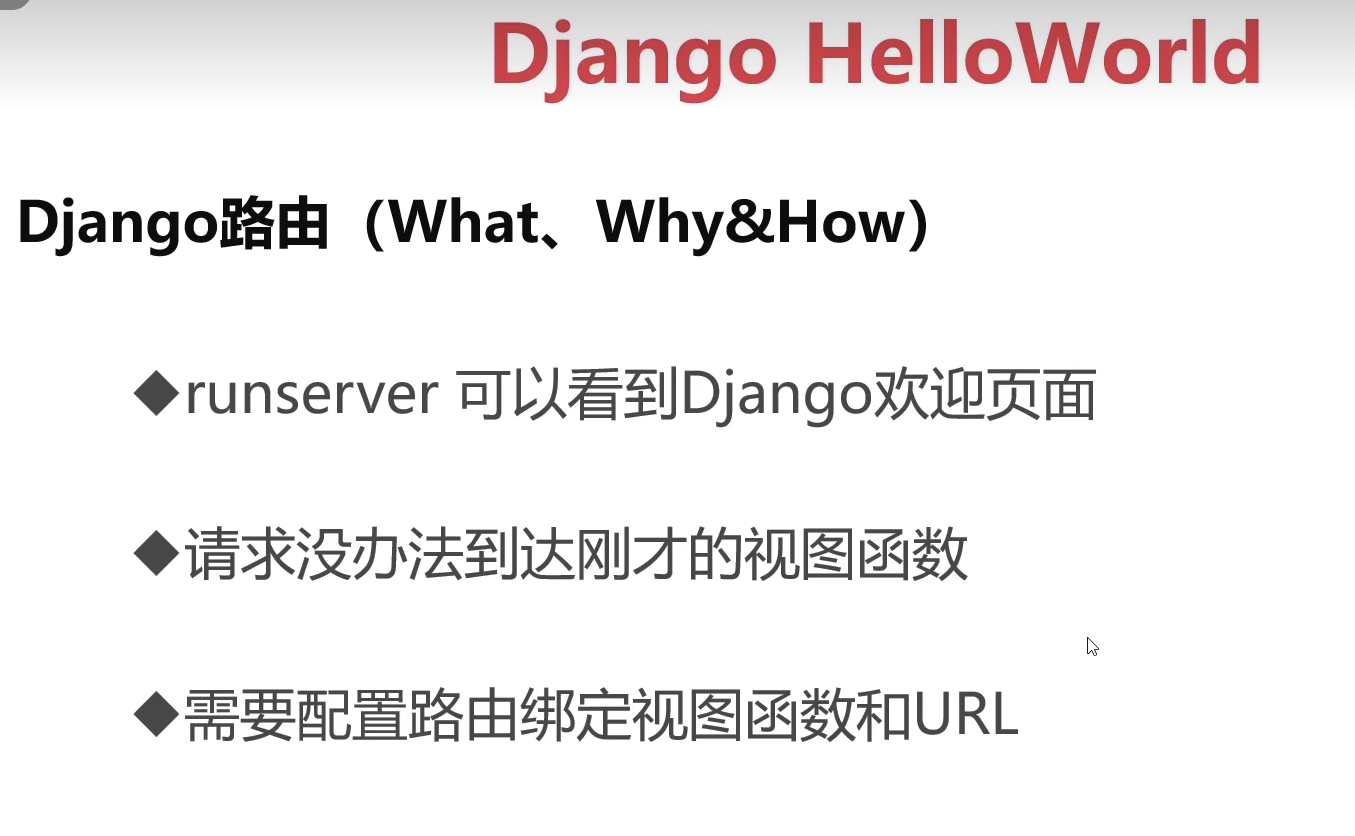 Django HelloWorld
Django路由（What、Why&How）
◆runserver 可以看到Django欢迎页面
◆请求没办法到达刚才的视图函数
◆需要配置路由绑定视图函数和URL